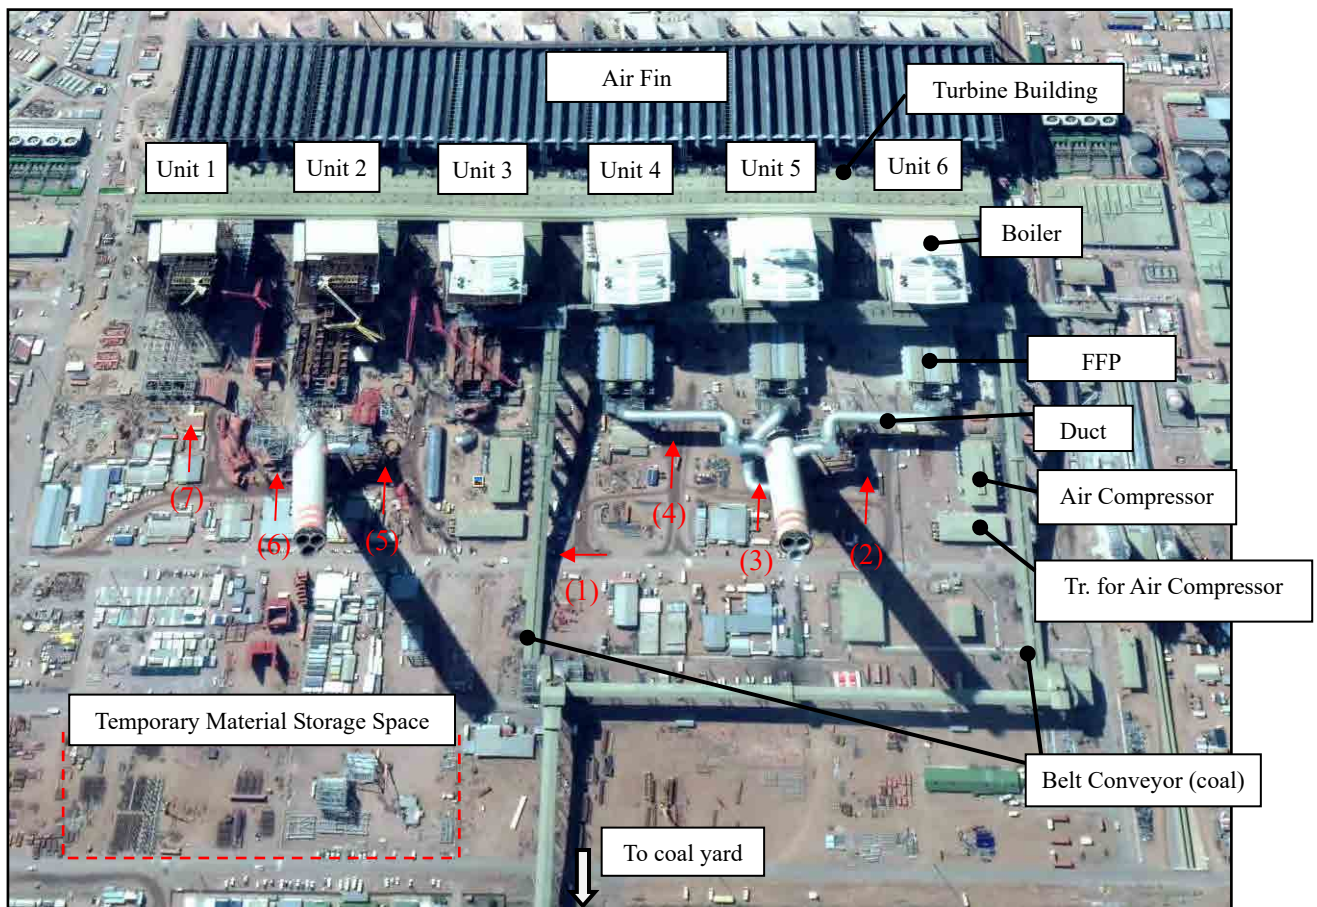 Air Fin
Turbine Building
Unit 1
Unit 2
Unit 3
Unit 4
Unit 5
Unit 6
Boiler
FFP
Duct
Air Compressor
(7)
(6)
(5)
(4)
(3)
(2)
(1)
Tr. for Air Compressor
Temporary Material Storage Space
Belt Conveyor (coal)
To coal yard